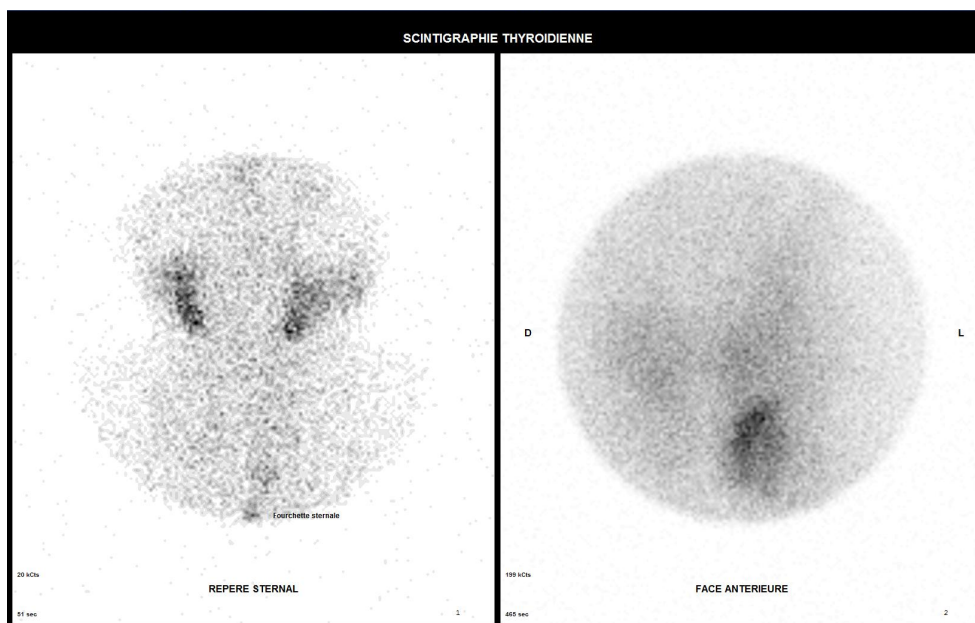 SCINTIGRAPHIE THYROIDIENNE
Fourchette sternale
20 kCts
REPERE STERNAL
51 sec
1
D
L
199 kCts
FACE ANTERIEURE
465 sec
2